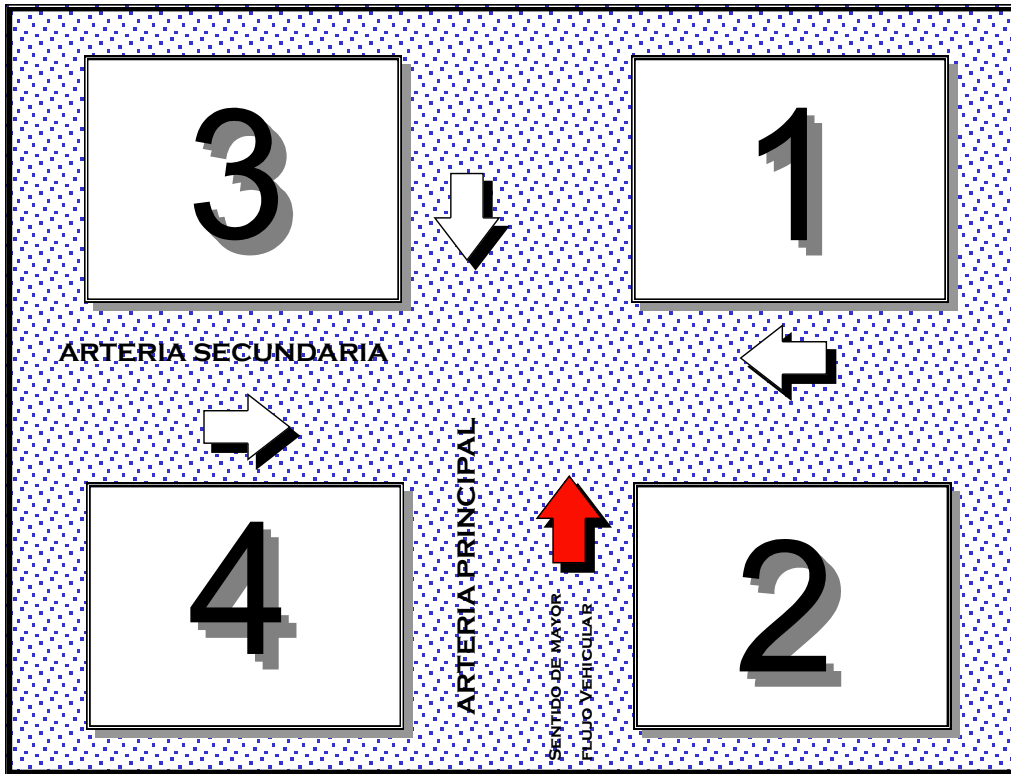 3
1
ARTERIA SECUNDARIA
ARTERIA PRINCIPAL
4
SENTIDO DE MAYOR
FLUJO VEHICULAR
2